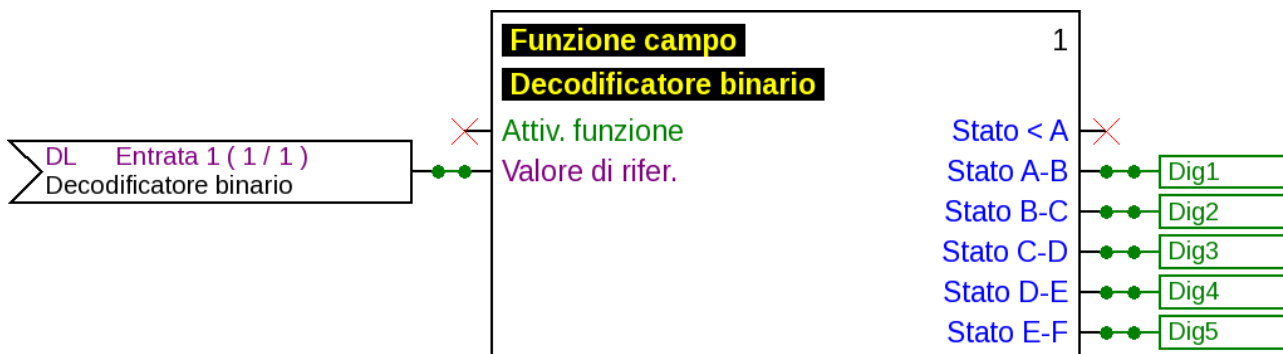 Funzione campo 1
Decodificatore binario
Attiv. funzione Stato < A
DL Entrata 1 ( 1 / 1 )
Decodificatore binario
Valore di rifer. Stato A-B Dig1
Stato B-C Dig2
Stato C-D Dig3
Stato D-E Dig4
Stato E-F Dig5